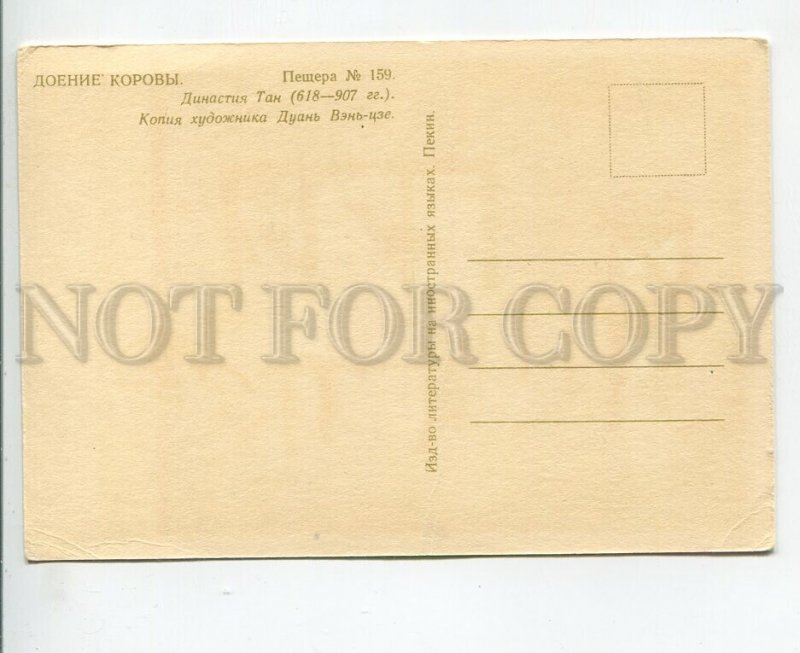 ДОЕНИЕ КОРОВЫ. Пещера № 159.
Династия Тан (618—907 гг.).
Копия художника Дуань Вэнь-цзе.
Изд-во литературы на иностранных языках. Пекин.
NOT FOR COPY